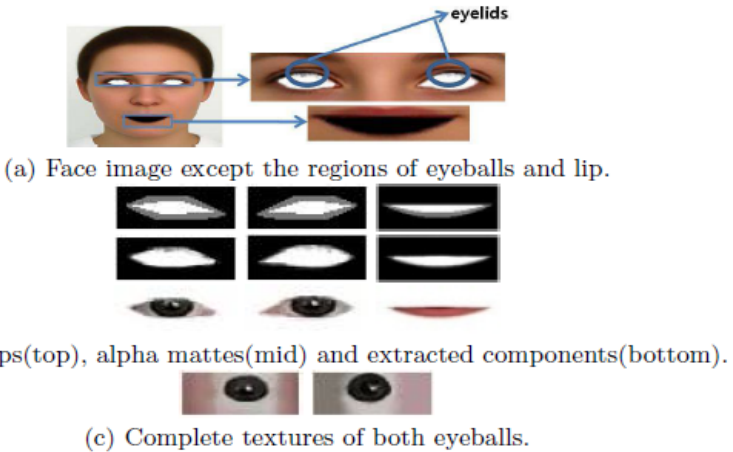 eyelids
(a) Face image except the regions of eyeballs and lip.
ps(top), alpha mattes(mid) and extracted components(bottom).
(c) Complete textures of both eyeballs.